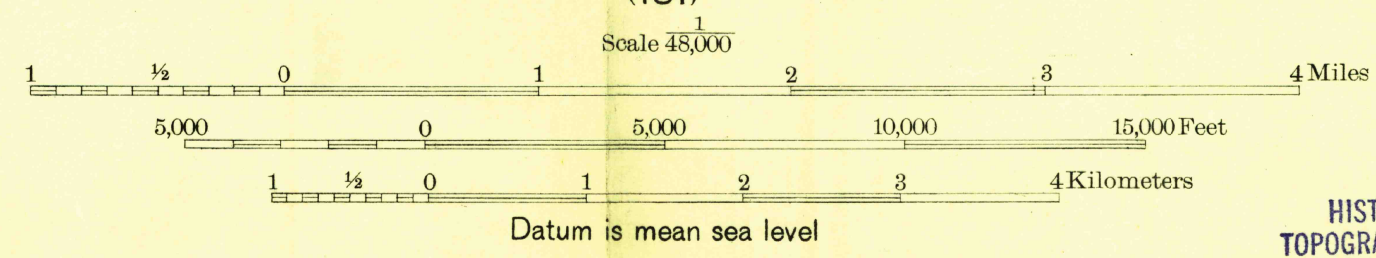 Scale 1/48,000
1 ½ 0 1 2 3 4 Miles
5,000 0 5,000 10,000 15,000 Feet
1 ½ 0 1 2 3 4 Kilometers
Datum is mean sea level